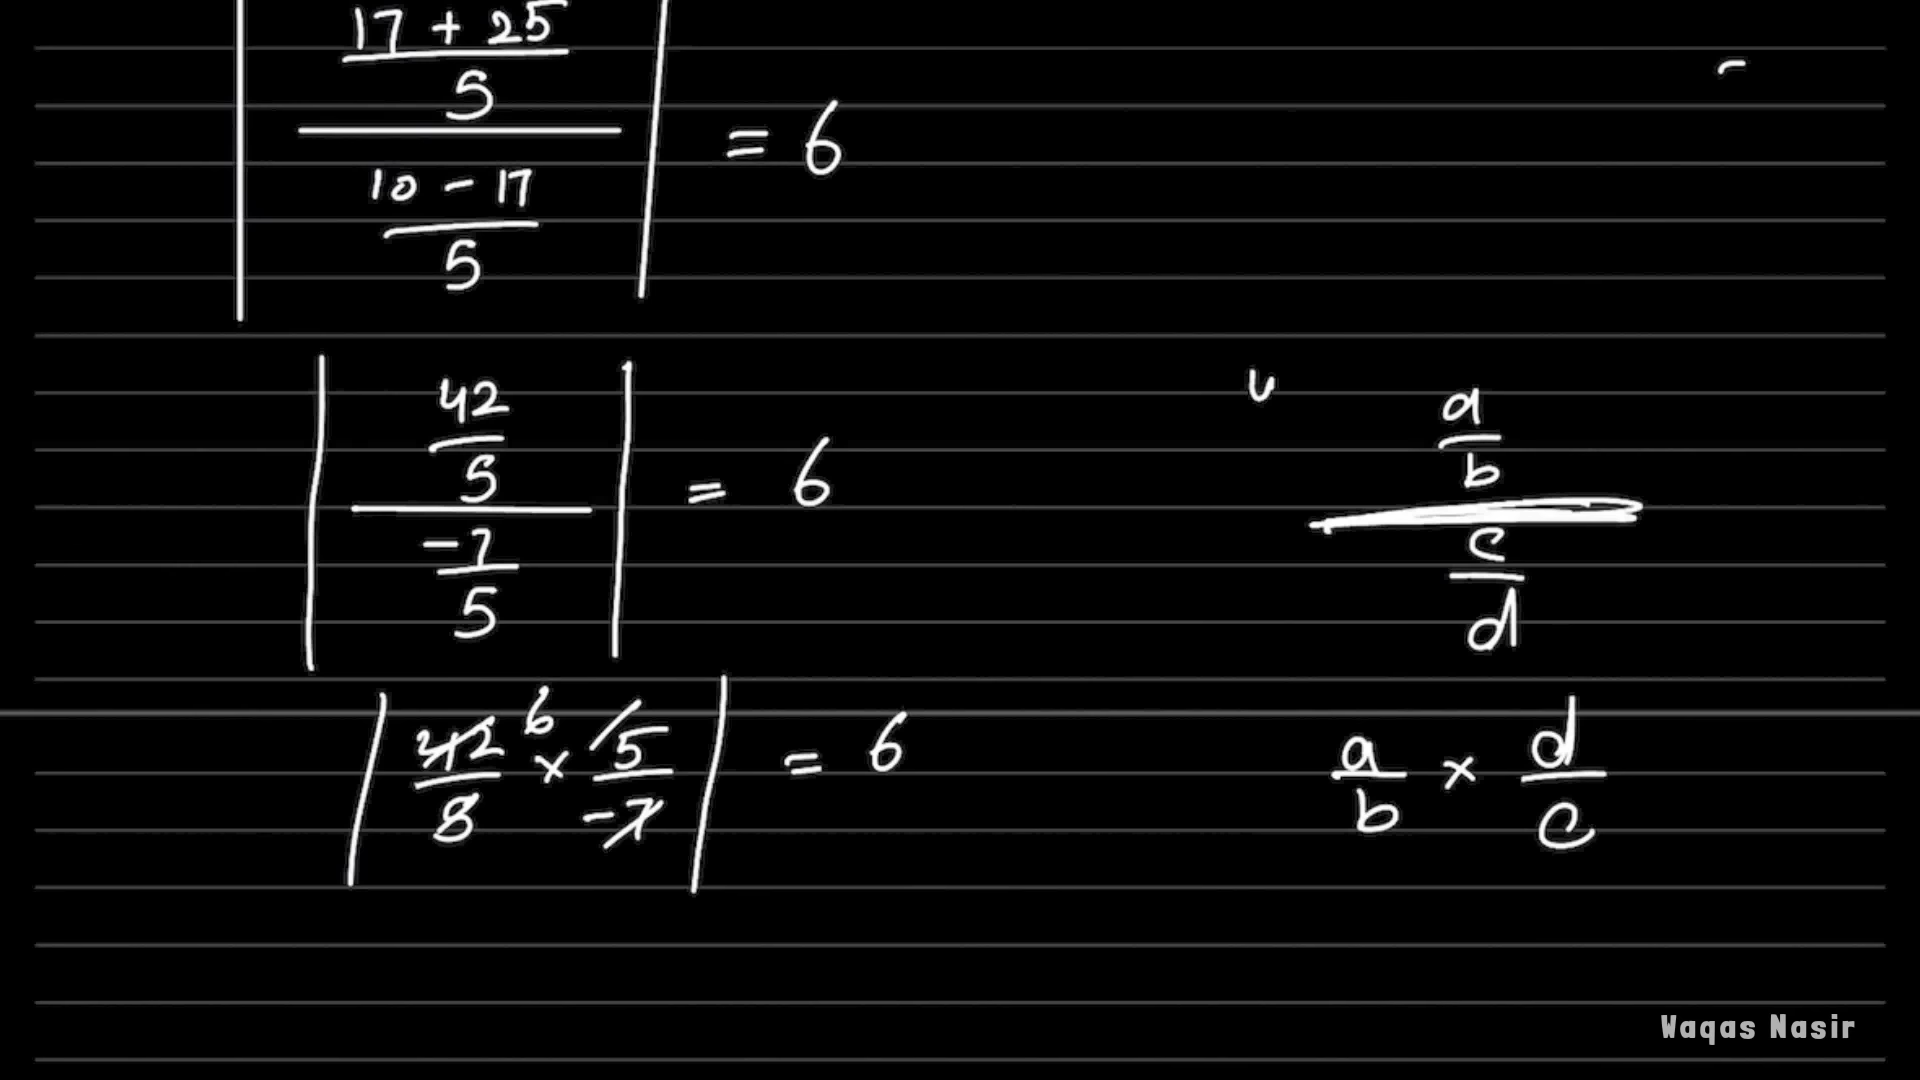 17 + 25
5
= 6
10 - 17
5
42
5
= 6
-7
5
a
b
c
d
| 42/5 6 × 5/-7 | = 6
a/b × d/c
Waqas Nasir